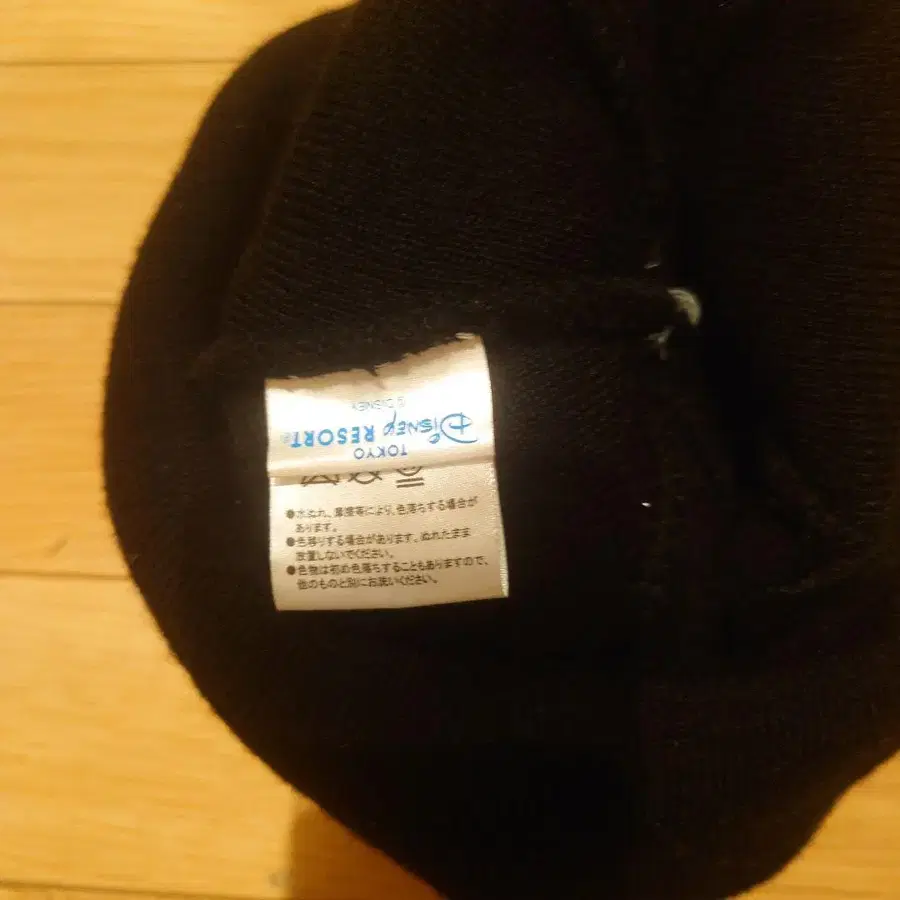 TOKYO
DISNEY RESORT®
© DISNEY
●水ぬれ、摩擦等により、色落ちする場合が
あります。
●色移りする場合があります。ぬれたまま
放置しないでください。
●色物は初め色落ちすることもありますので、
他のものと別にお洗いください。